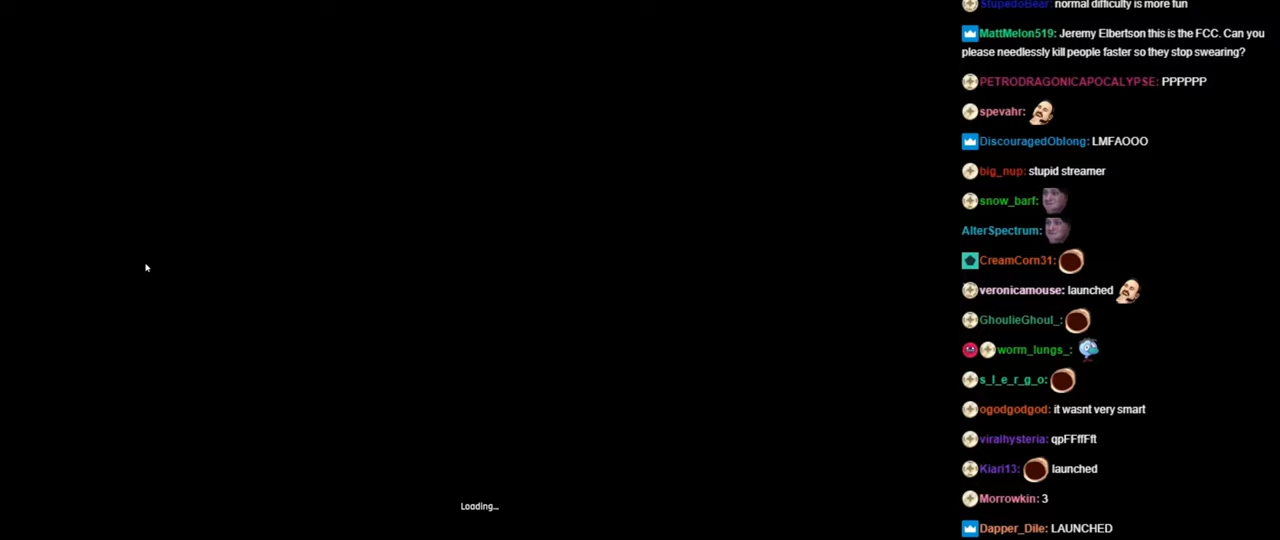 Loading...
StupedoBear: normal difficulty is more fun
MattMelon519: Jeremy Elbertson this is the FCC. Can you
please needlessly kill people faster so they stop swearing?
PETRODRAGONICAPOCALYPSE: PPPPPP
spevahr:
DiscouragedOblong: LMFAOOO
big_nup: stupid streamer
snow_barf:
AlterSpectrum:
CreamCorn31:
veronicamouse: launched
GhoulieGhoul_:
worm_lungs_:
s_l_e_r_g_o:
ogodgodgod: it wasnt very smart
viralhysteria: qpFFffFft
Kiari13: launched
Morrowkin: 3
Dapper_Dile: LAUNCHED